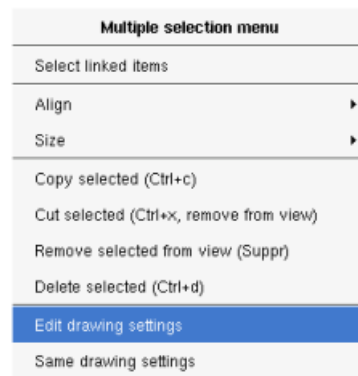 Multiple selection menu
Select linked items
Align
Size
Copy selected (Ctrl+c)
Cut selected (Ctrl+x, remove from view)
Remove selected from view (Suppr)
Delete selected (Ctrl+d)
Edit drawing settings
Same drawing settings